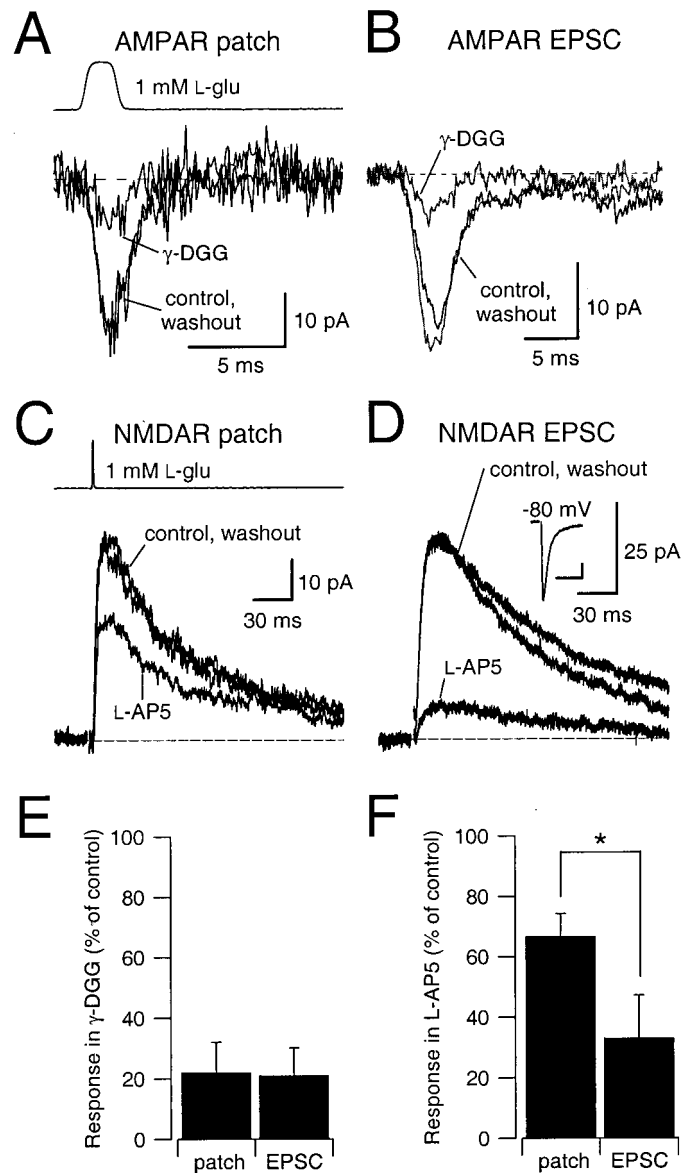 A
AMPAR patch
1 mM L-glu
γ-DGG
control,
washout
10 pA
5 ms
B
AMPAR EPSC
γ-DGG
control,
washout
10 pA
5 ms
C
NMDAR patch
1 mM L-glu
control, washout
10 pA
30 ms
L-AP5
D
NMDAR EPSC
control, washout
-80 mV
25 pA
30 ms
L-AP5
E
Response in γ-DGG (% of control)
100
80
60
40
20
0
patch
EPSC
F
Response in L-AP5 (% of control)
100
80
60
40
20
0
*
patch
EPSC